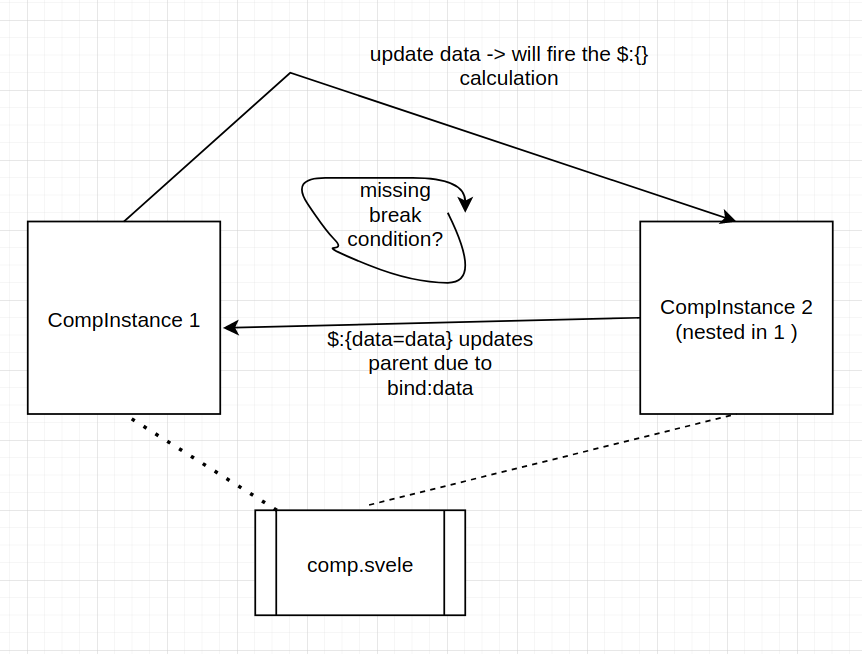 update data -> will fire the $:{}
calculation
missing
break
condition?
CompInstance 1
CompInstance 2
(nested in 1 )
$:{data=data} updates
parent due to
bind:data
comp.svele